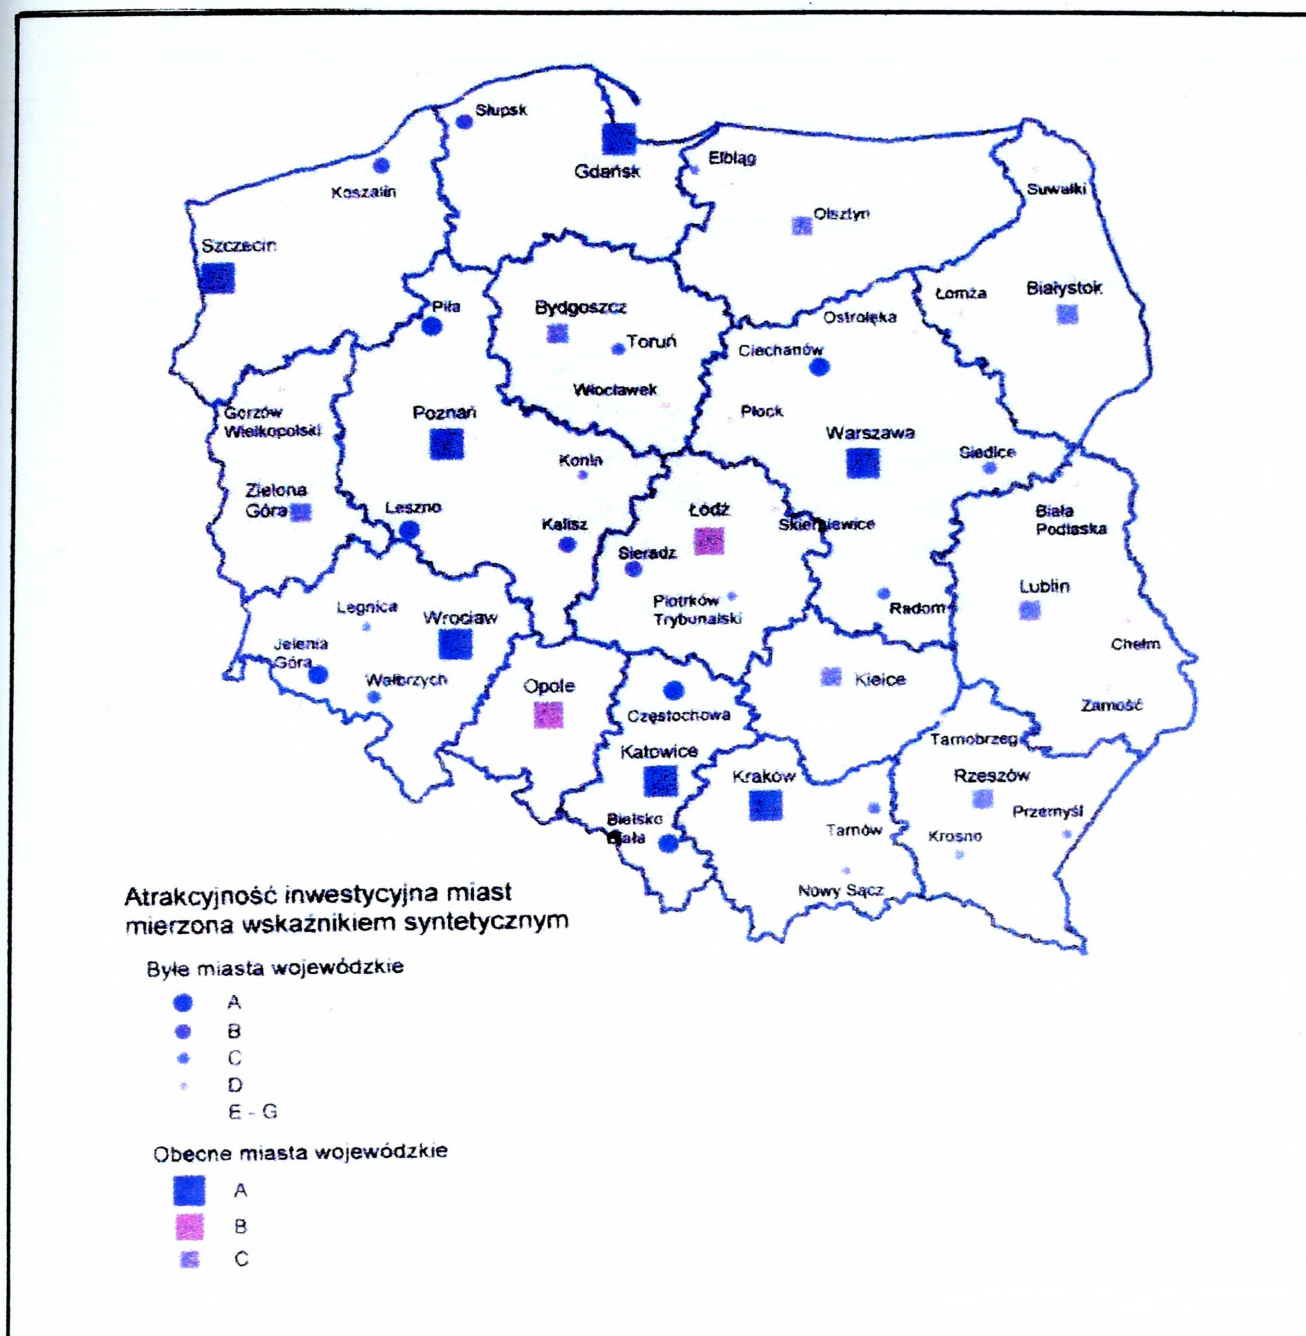 Słupsk
Gdańsk
Elbląg
Koszalin
Suwałki
Olsztyn
Szczecin
Białystok
Łomża
Piła
Bydgoszcz
Ostrołęka
Toruń
Ciechanów
Włocławek
Płock
Gorzów
Wielkopolski
Poznań
Warszawa
Siedlce
Konin
Zielona
Góra
Leszno
Łódź
Kalisz
Skierniewice
Biała
Podlaska
Sieradz
Lublin
Piotrków
Trybunalski
Radom
Legnica
Wrocław
Jelenia
Góra
Chełm
Wałbrzych
Opole
Kielce
Zamość
Częstochowa
Tarnobrzeg
Katowice
Kraków
Rzeszów
Przemyśl
Bielsko
Biała
Tarnów
Krosno
Nowy Sącz
Atrakcyjność inwestycyjna miast
mierzona wskaźnikiem syntetycznym
Byłe miasta wojewódzkie
A
B
C
D
E - G
Obecne miasta wojewódzkie
A
B
C